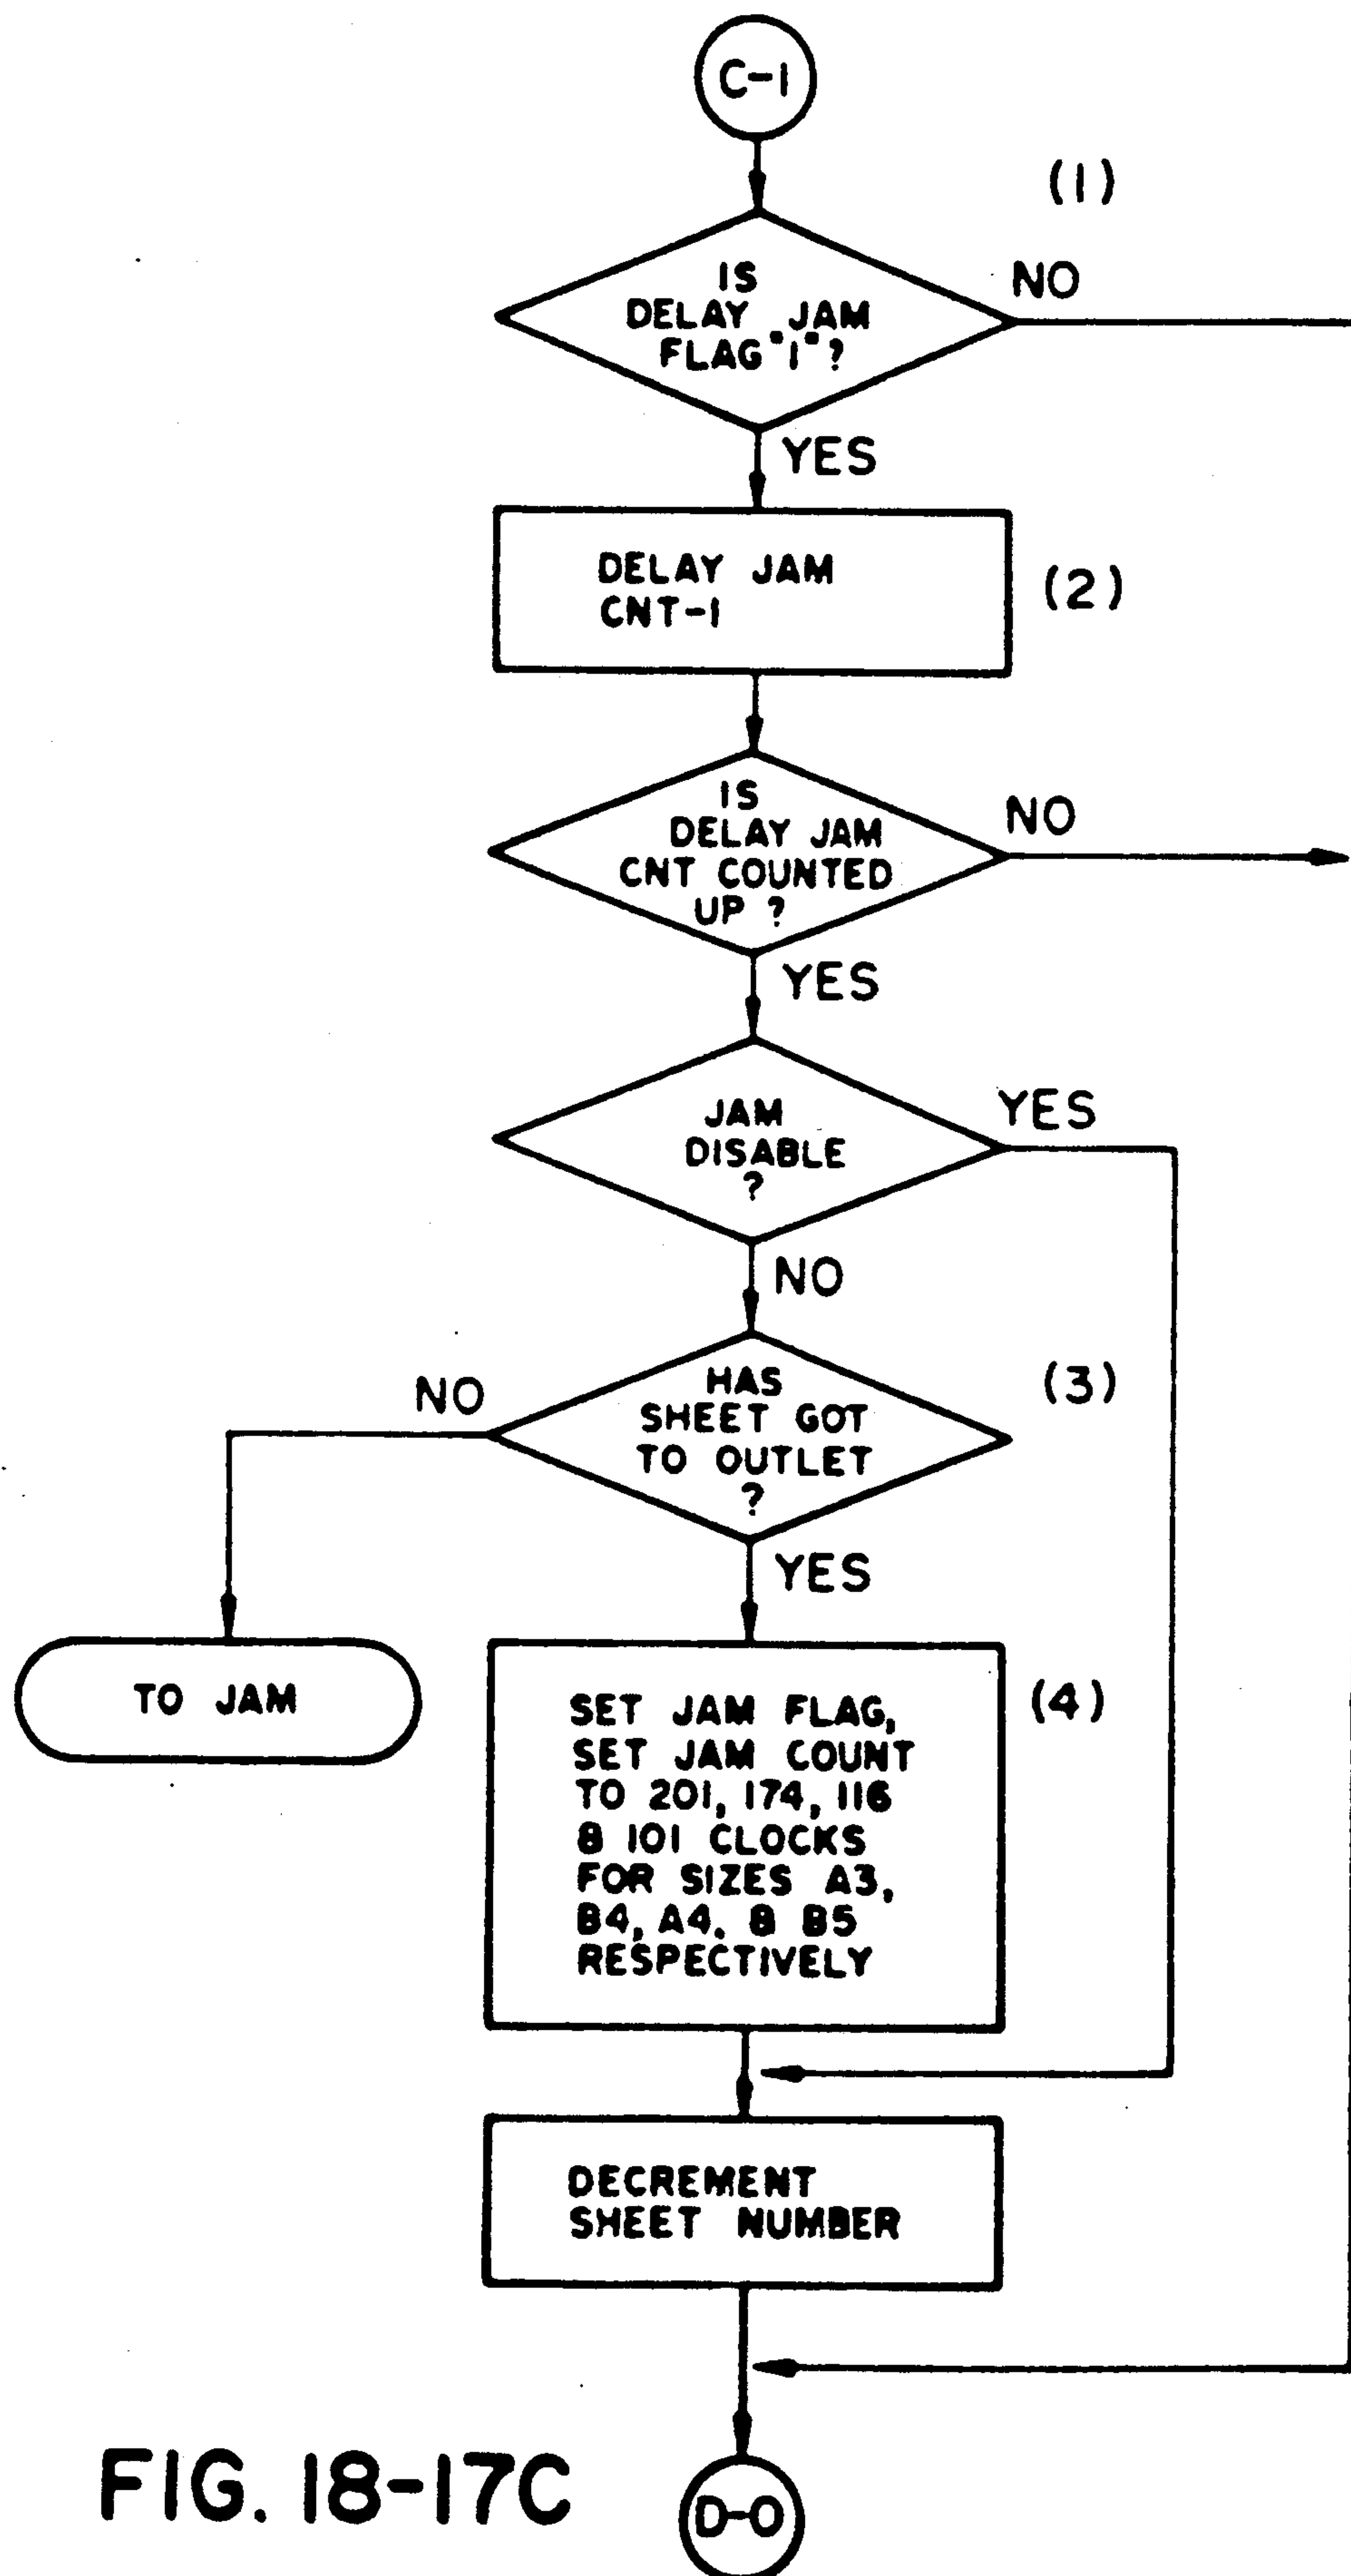 C-1
(1)
IS
DELAY JAM
FLAG "1" ?
NO
YES
DELAY JAM
CNT-1
(2)
IS
DELAY JAM
CNT COUNTED
UP ?
NO
YES
JAM
DISABLE
?
YES
NO
HAS
SHEET GOT
TO OUTLET
?
(3)
NO
YES
TO JAM
SET JAM FLAG,
SET JAM COUNT
TO 201, 174, 116
& 101 CLOCKS
FOR SIZES A3,
B4, A4, & B5
RESPECTIVELY
(4)
DECREMENT
SHEET NUMBER
D-O
FIG. 18-17C